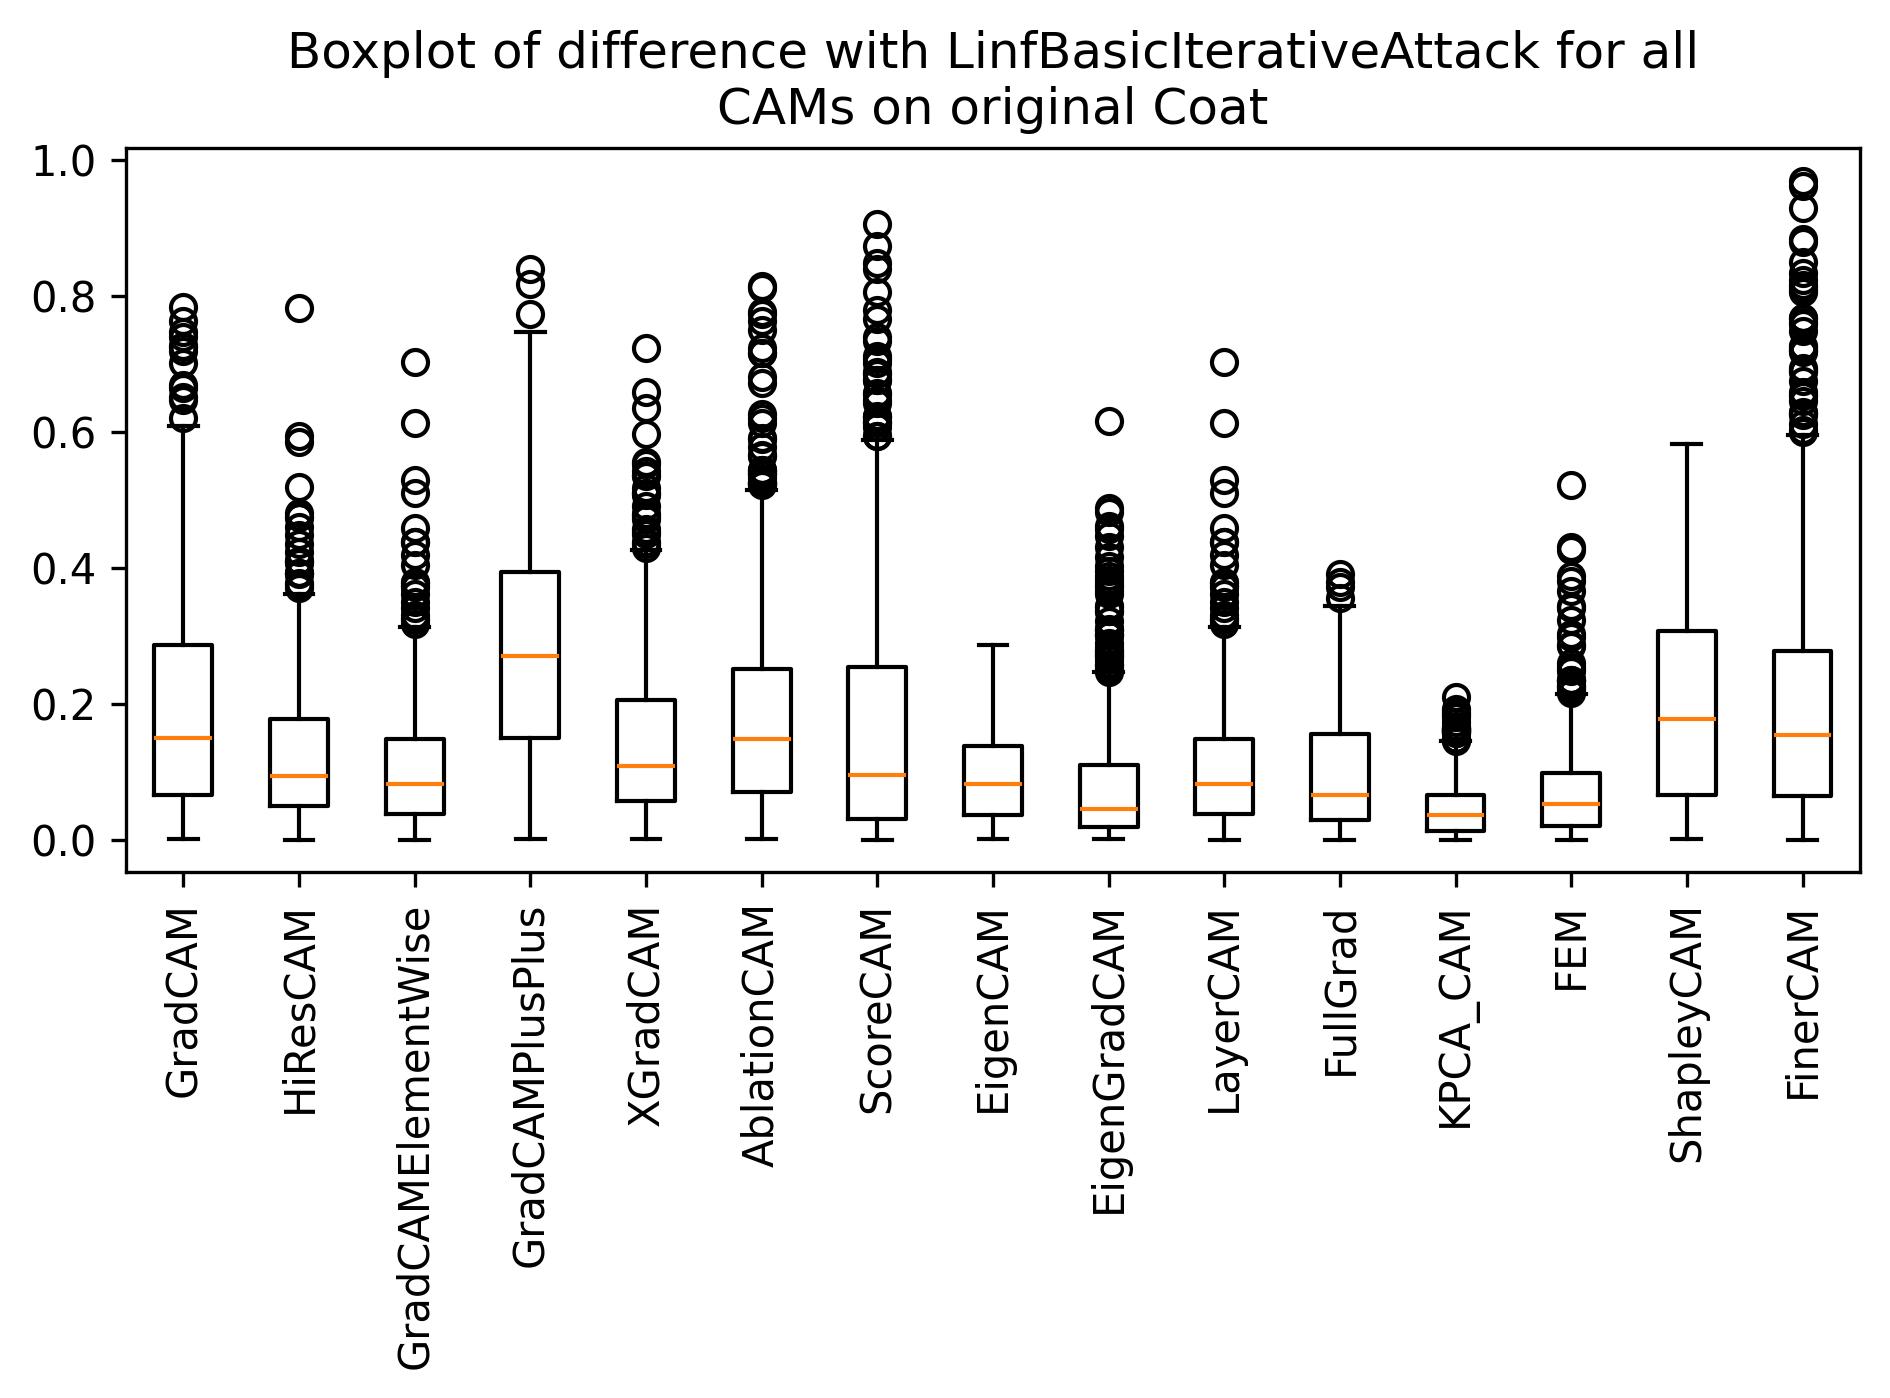 Boxplot of difference with LinfBasicIterativeAttack for all
CAMs on original Coat
1.0
0.8
0.6
0.4
0.2
0.0
GradCAM
HiResCAM
GradCAMElementWise
GradCAMPlusPlus
XGradCAM
AblationCAM
ScoreCAM
EigenCAM
EigenGradCAM
LayerCAM
FullGrad
KPCA_CAM
FEM
ShapleyCAM
FinerCAM